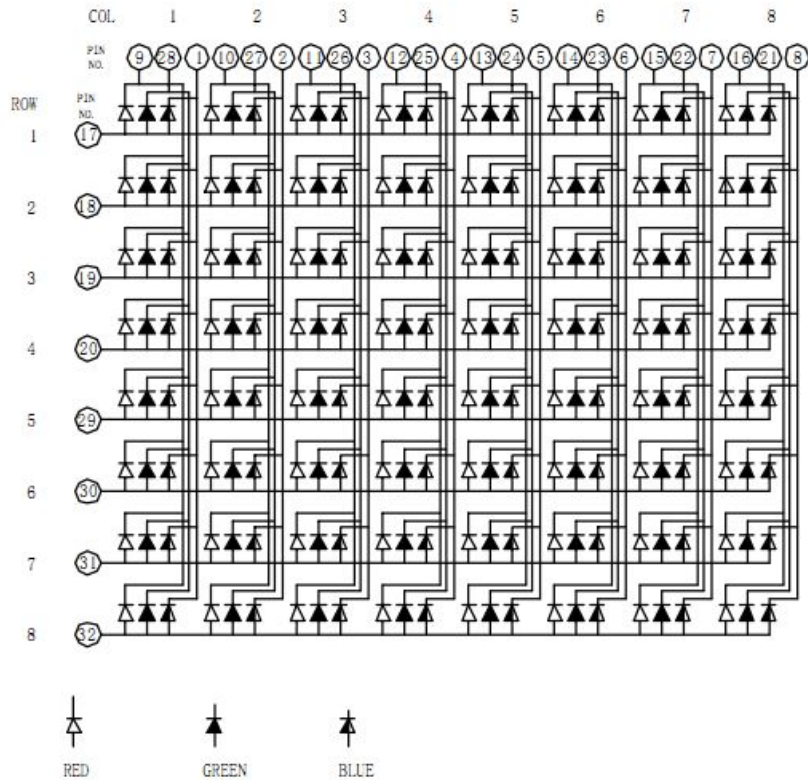 COL 1 2 3 4 5 6 7 8
PIN NO. 9 28 1 10 27 2 11 26 3 12 25 4 13 24 5 14 23 6 15 22 7 16 21 8
ROW PIN NO.
1 17
2 18
3 19
4 20
5 29
6 30
7 31
8 32
RED GREEN BLUE